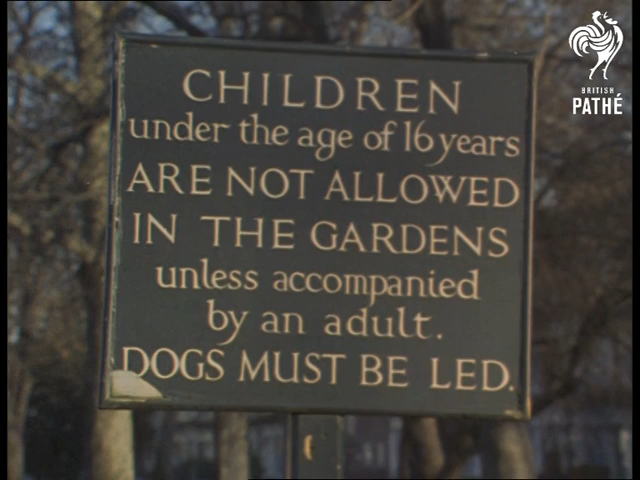 CHILDREN
under the age of 16 years
ARE NOT ALLOWED
IN THE GARDENS
unless accompanied
by an adult.
DOGS MUST BE LED.
BRITISH
PATHÉ